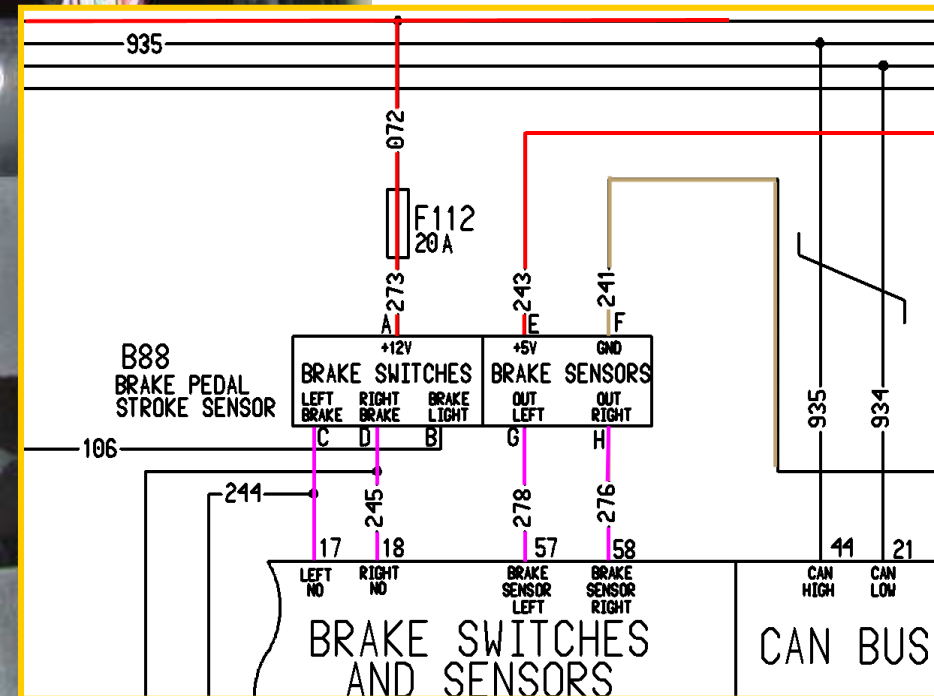 935
072
F112
20A
273
243
241
A
E
F
+12V
+5V
GND
B88
BRAKE PEDAL
STROKE SENSOR
BRAKE SWITCHES
BRAKE SENSORS
LEFT BRAKE
RIGHT BRAKE
BRAKE LIGHT
OUT LEFT
OUT RIGHT
935
934
C
D
B
G
H
106
244
245
278
276
17
18
57
58
44
21
LEFT NO
RIGHT NO
BRAKE SENSOR LEFT
BRAKE SENSOR RIGHT
CAN HIGH
CAN LOW
BRAKE SWITCHES
AND SENSORS
CAN BUS